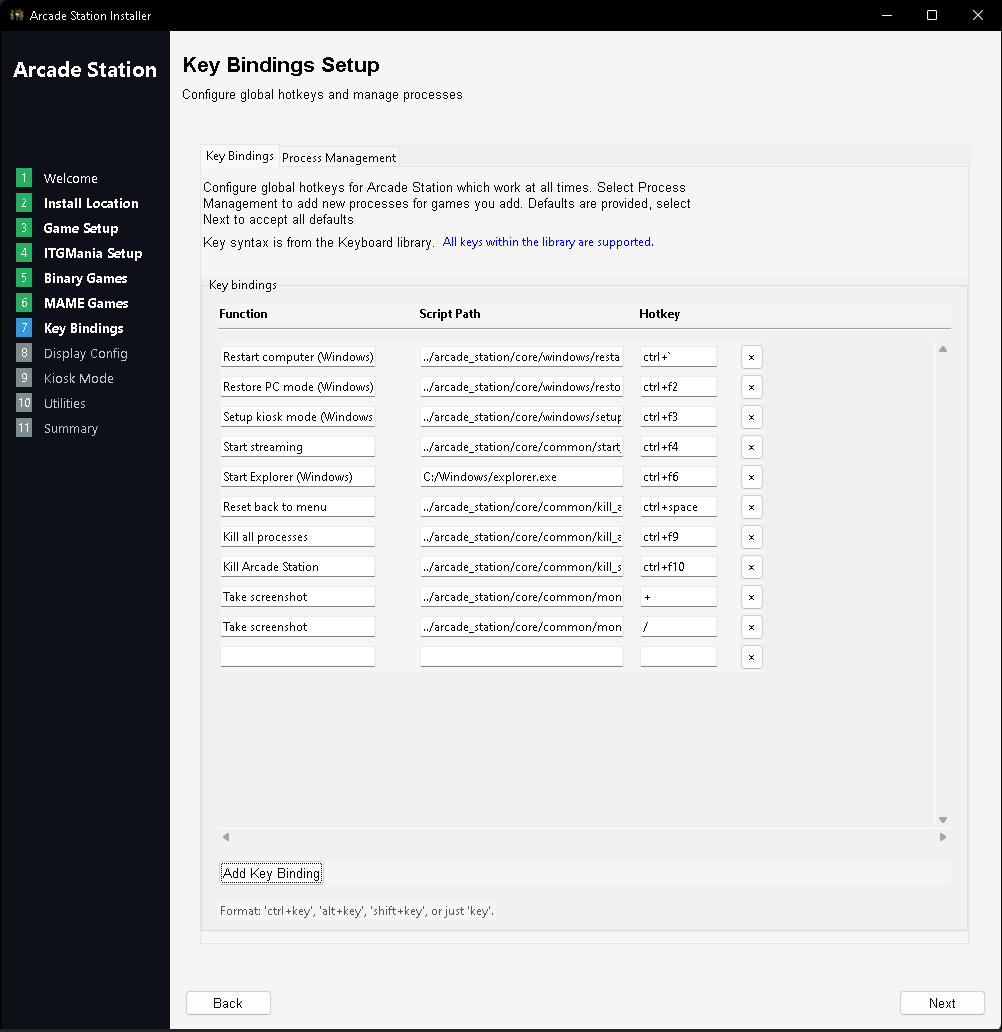 Arcade Station Installer
Arcade Station
1 Welcome
2 Install Location
3 Game Setup
4 ITGMania Setup
5 Binary Games
6 MAME Games
7 Key Bindings
8 Display Config
9 Kiosk Mode
10 Utilities
11 Summary
Key Bindings Setup
Configure global hotkeys and manage processes
Key Bindings Process Management
Configure global hotkeys for Arcade Station which work at all times. Select Process
Management to add new processes for games you add. Defaults are provided, select
Next to accept all defaults
Key syntax is from the Keyboard library. All keys within the library are supported.
Key bindings
Function Script Path Hotkey
Restart computer (Windows) ../arcade_station/core/windows/resta ctrl+` ×
Restore PC mode (Windows) ../arcade_station/core/windows/resto ctrl+f2 ×
Setup kiosk mode (Windows ../arcade_station/core/windows/setup ctrl+f3 ×
Start streaming ../arcade_station/core/common/start_ ctrl+f4 ×
Start Explorer (Windows) C:/Windows/explorer.exe ctrl+f6 ×
Reset back to menu ../arcade_station/core/common/kill_a ctrl+space ×
Kill all processes ../arcade_station/core/common/kill_a ctrl+f9 ×
Kill Arcade Station ../arcade_station/core/common/kill_s ctrl+f10 ×
Take screenshot ../arcade_station/core/common/mon + ×
Take screenshot ../arcade_station/core/common/mon / ×
×
Add Key Binding
Format: 'ctrl+key', 'alt+key', 'shift+key', or just 'key'.
Back Next